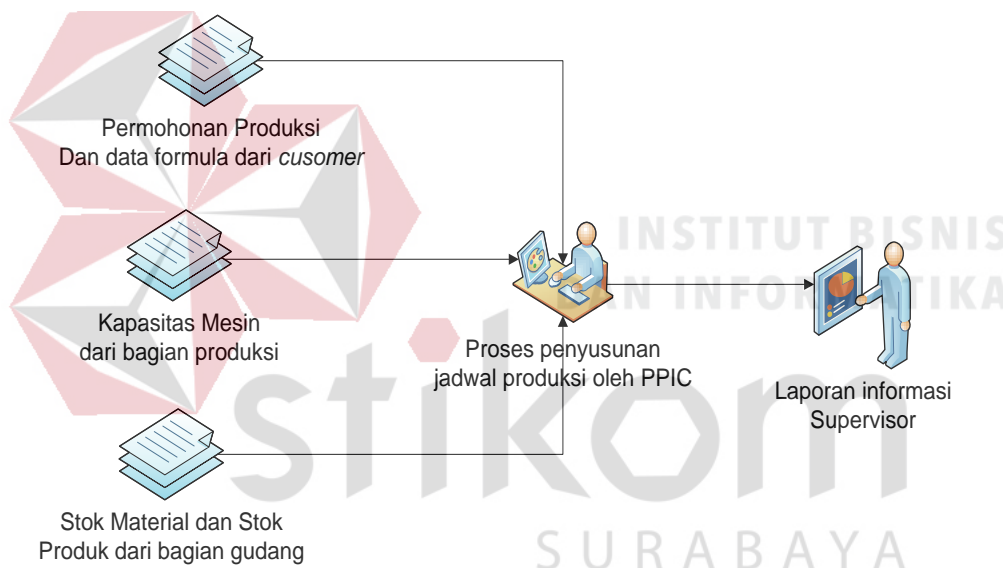 Permohonan Produksi
Dan data formula dari cusomer
INSTITUT BISNIS
DAN INFORMATIKA
Kapasitas Mesin
dari bagian produksi
Proses penyusunan
jadwal produksi oleh PPIC
Laporan informasi
Supervisor
stikom
Stok Material dan Stok
Produk dari bagian gudang
SURABAYA